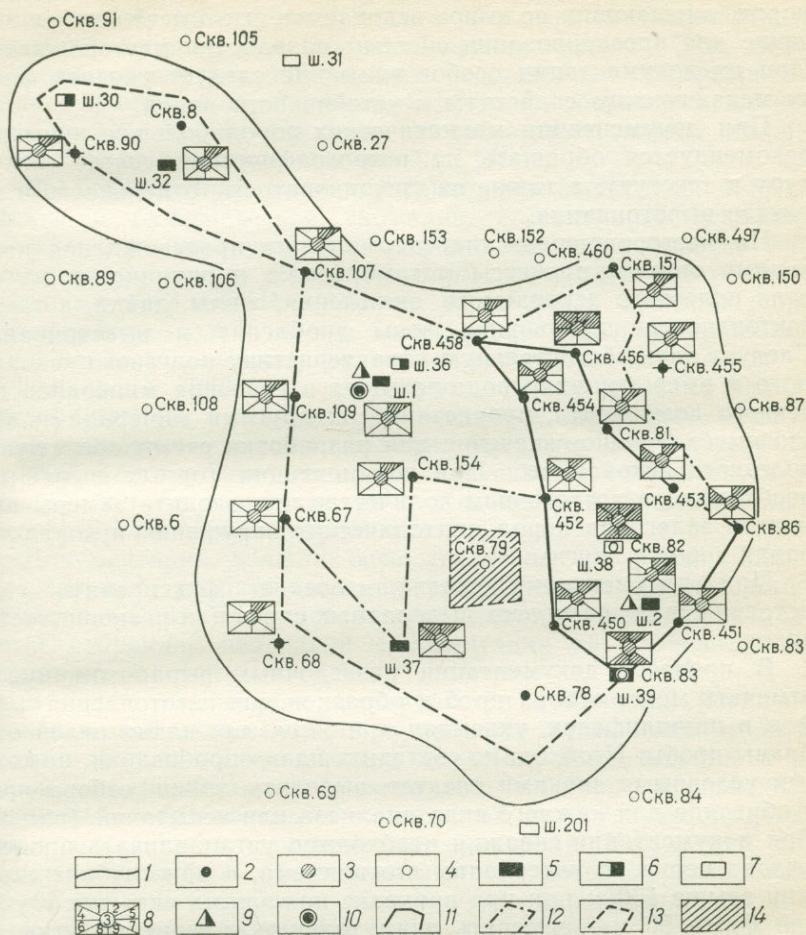 Скв. 91
Скв. 105
ш. 31
ш. 30
Скв. 8
Скв. 90
ш. 32
Скв. 27
Скв. 107
Скв. 153
Скв. 152
Скв. 460
Скв. 497
Скв. 151
Скв. 89
Скв. 106
Скв. 150
Скв. 458
Скв. 456
Скв. 455
ш. 36
ш. 1
Скв. 108
Скв. 109
Скв. 454
Скв. 81
Скв. 87
Скв. 154
Скв. 452
Скв. 453
Скв. 6
Скв. 67
Скв. 86
Скв. 79
Скв. 82
ш. 38
ш. 2
Скв. 68
ш. 37
Скв. 450
Скв. 451
Скв. 83
Скв. 83
Скв. 78
ш. 39
Скв. 69
Скв. 84
Скв. 70
ш. 201
1 2 3 4 5 6 7
8 9 10 11 12 13 14